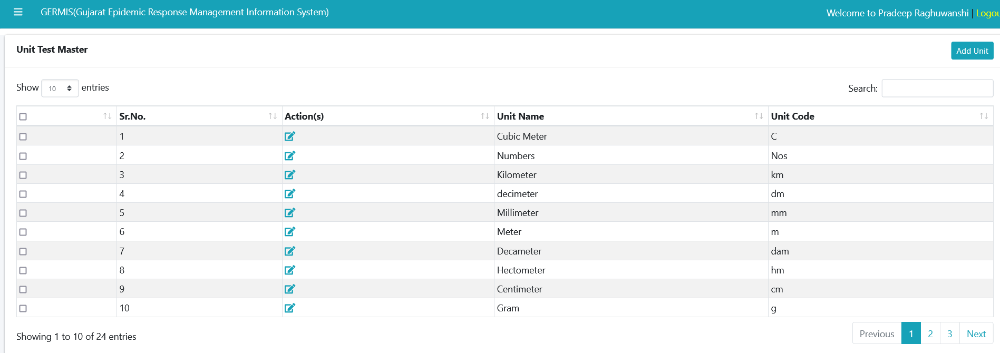 GERMIS(Gujarat Epidemic Response Management Information System)
Welcome to Pradeep Raghuwanshi | Logou
Unit Test Master
Add Unit
Show 10 entries
Search:
Sr.No. Action(s) Unit Name Unit Code
1 Cubic Meter C
2 Numbers Nos
3 Kilometer km
4 decimeter dm
5 Millimeter mm
6 Meter m
7 Decameter dam
8 Hectometer hm
9 Centimeter cm
10 Gram g
Showing 1 to 10 of 24 entries
Previous 1 2 3 Next